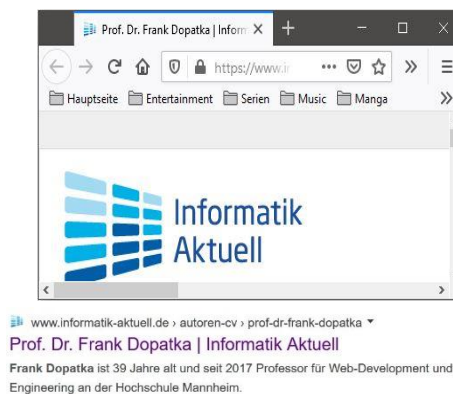 Prof. Dr. Frank Dopatka | Inform
https://www.in
Hauptseite Entertainment Serien Music Manga
Informatik
Aktuell
www.informatik-aktuell.de › autoren-cv › prof-dr-frank-dopatka
Prof. Dr. Frank Dopatka | Informatik Aktuell
Frank Dopatka ist 39 Jahre alt und seit 2017 Professor für Web-Development und
Engineering an der Hochschule Mannheim.